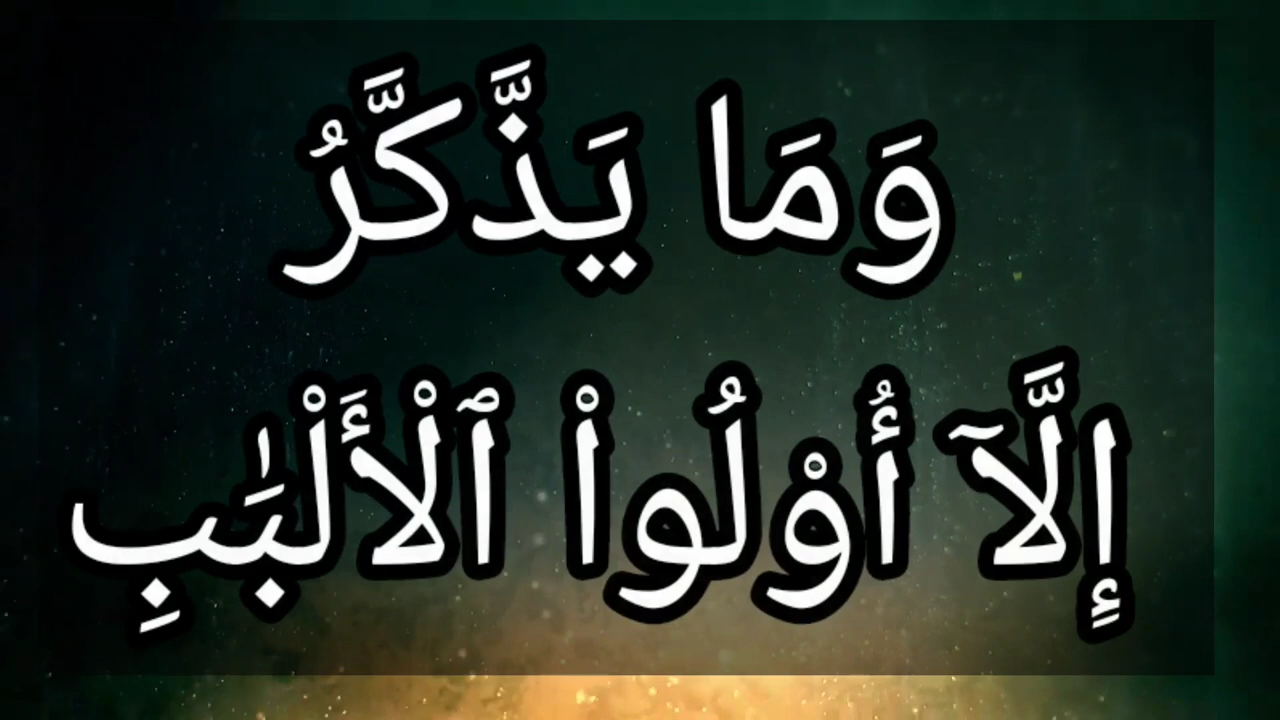 وَمَا يَذَّكَّرُ
إِلَّآ أُوْلُواْ ٱلْأَلْبَٰبِ